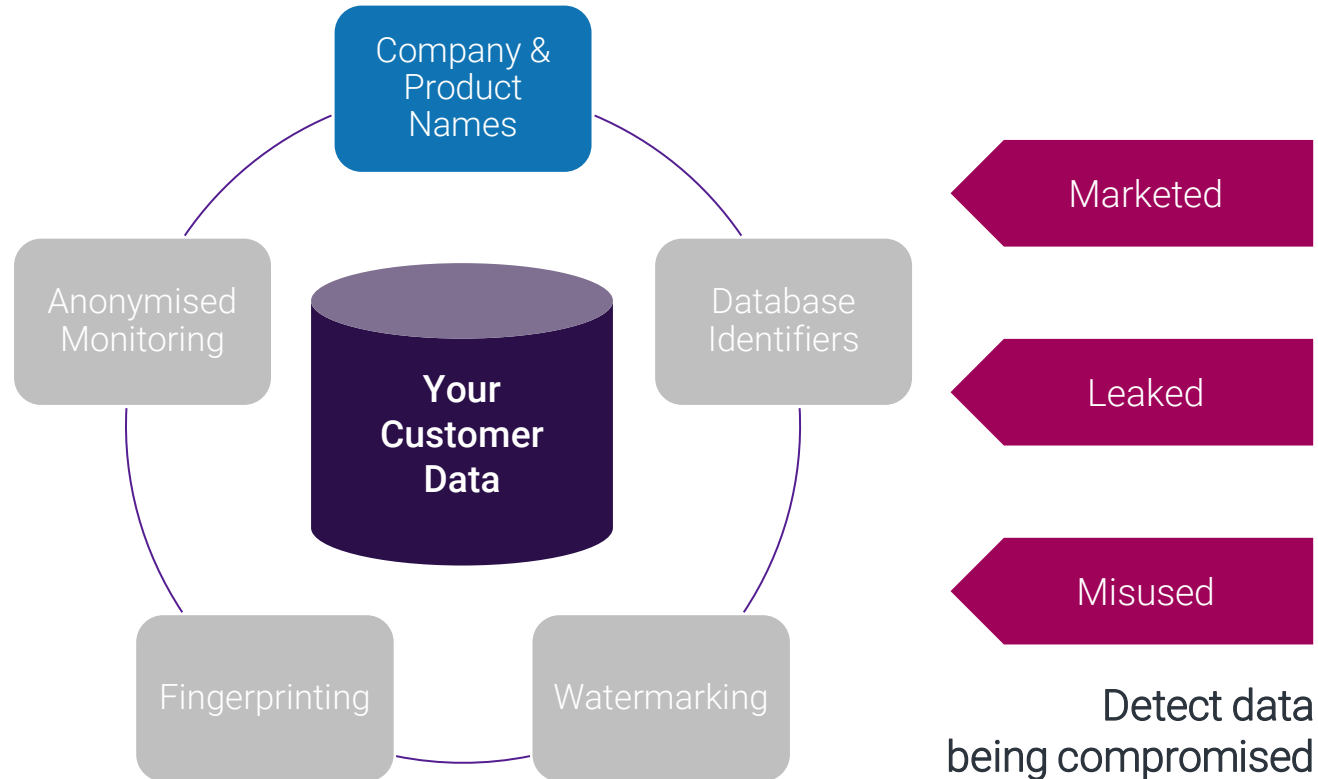 Company &
Product
Names
Anonymised
Monitoring
Database
Identifiers
Your
Customer
Data
Fingerprinting
Watermarking
Marketed
Leaked
Misused
Detect data
being compromised